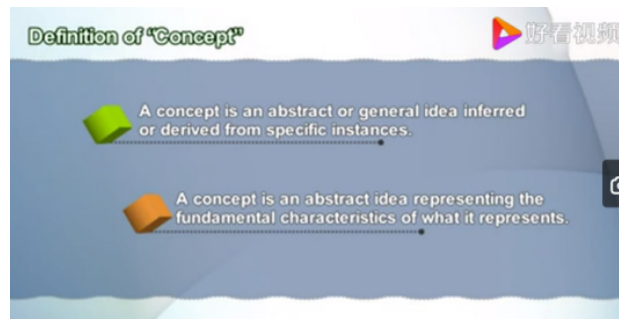 Definition of "Concept"
好看视频
A concept is an abstract or general idea inferred
or derived from specific instances.
A concept is an abstract idea representing the
fundamental characteristics of what it represents.